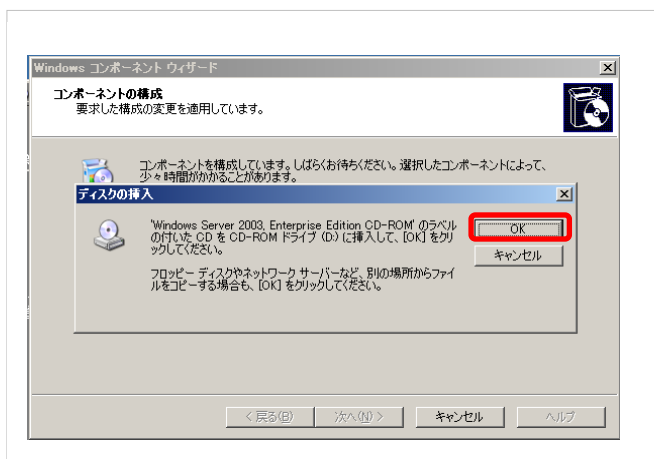 Windows コンポーネント ウィザード
コンポーネントの構成
要求した構成の変更を適用しています。
コンポーネントを構成しています。しばらくお待ちください。選択したコンポーネントによって、
少々時間がかかることがあります。
ディスクの挿入
'Windows Server 2003, Enterprise Edition CD-ROM' のラベル
の付いた CD を CD-ROM ドライブ (D:) に挿入して、[OK] をクリ
ックしてください。
フロッピー ディスクやネットワーク サーバーなど、別の場所からファイ
ルをコピーする場合も、[OK] をクリックしてください。
OK
キャンセル
< 戻る(B)
次へ(N) >
キャンセル
ヘルプ